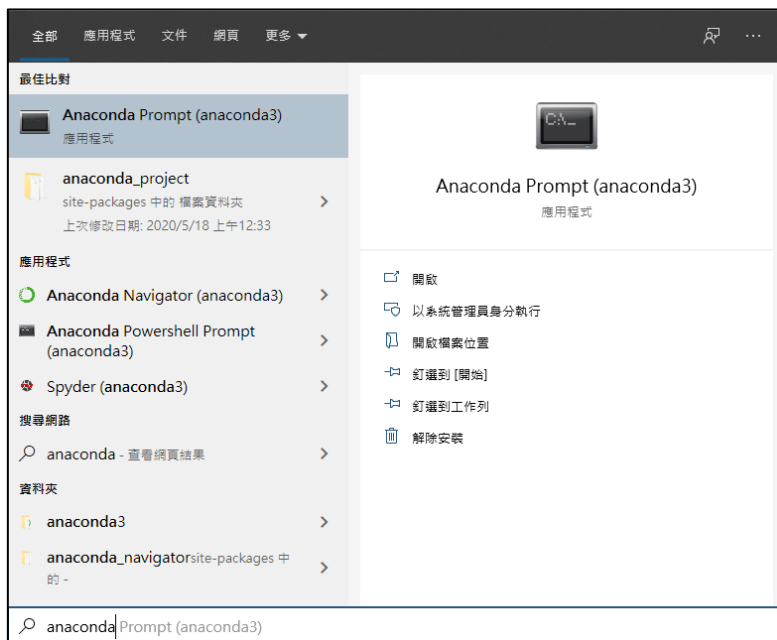 全部 應用程式 文件 網頁 更多
最佳比對
Anaconda Prompt (anaconda3)
應用程式
anaconda_project
site-packages 中的 檔案資料夾
上次修改日期: 2020/5/18 上午12:33
應用程式
Anaconda Navigator (anaconda3)
Anaconda Powershell Prompt
(anaconda3)
Spyder (anaconda3)
搜尋網路
anaconda - 查看網頁結果
資料夾
anaconda3
anaconda_navigatorsite-packages 中
的 -
anaconda Prompt (anaconda3)
C:\_
Anaconda Prompt (anaconda3)
應用程式
開啟
以系統管理員身分執行
開啟檔案位置
釘選到 [開始]
釘選到工作列
解除安裝